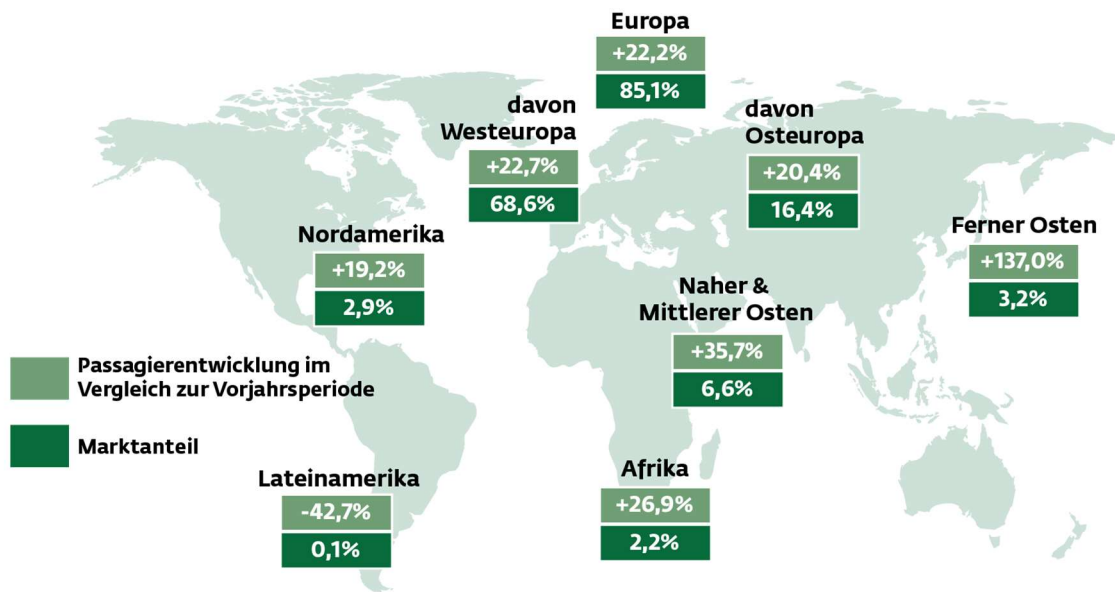 Europa
+22,2%
85,1%
davon
Westeuropa
+22,7%
68,6%
davon
Osteuropa
+20,4%
16,4%
Nordamerika
+19,2%
2,9%
Ferner Osten
+137,0%
3,2%
Naher &
Mittlerer Osten
+35,7%
6,6%
Passagierentwicklung im
Vergleich zur Vorjahrsperiode
Marktanteil
Lateinamerika
-42,7%
0,1%
Afrika
+26,9%
2,2%